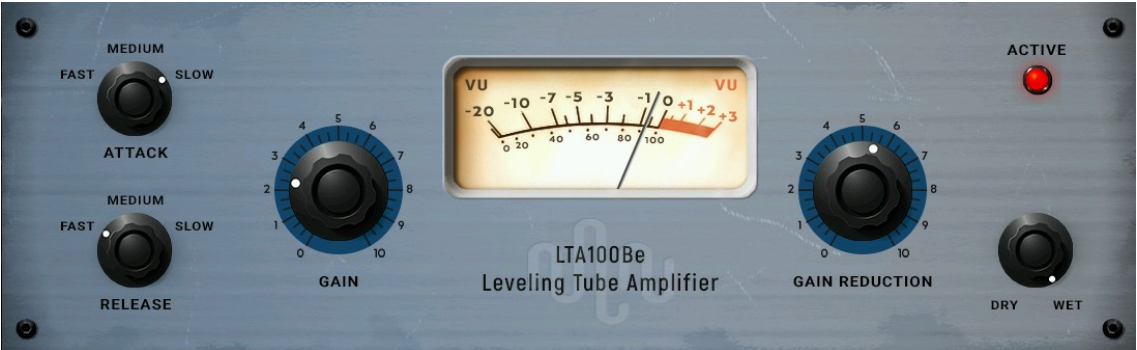 MEDIUM
FAST SLOW
ATTACK
MEDIUM
FAST SLOW
RELEASE
0 1 2 3 4 5 6 7 8 9 10
GAIN
VU VU
-20 -10 -7 -5 -3 -1 0 +1 +2 +3
0 20 40 60 80 100
LTA100Be
Leveling Tube Amplifier
0 1 2 3 4 5 6 7 8 9 10
GAIN REDUCTION
ACTIVE
DRY WET